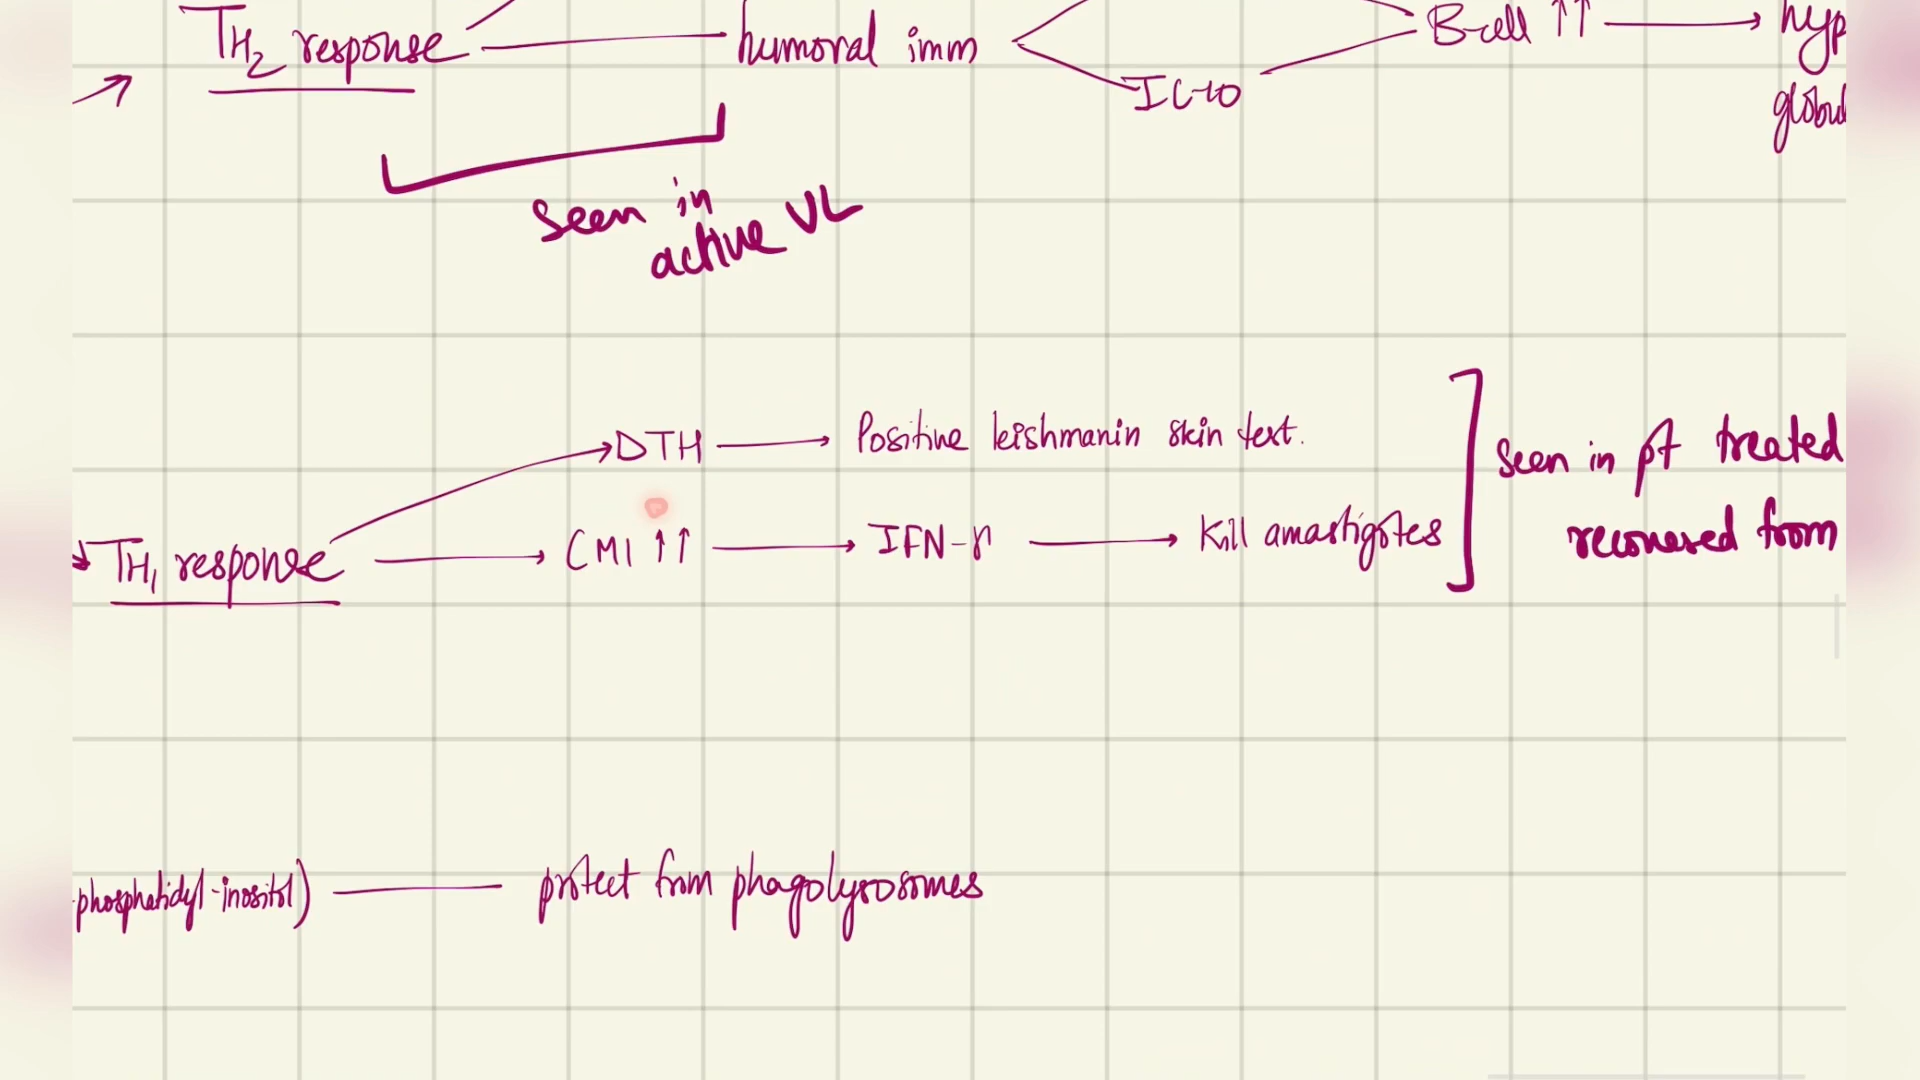 TH2 response humoral imm B-cell ↑↑ hyp
IL-10 globul
seen in
active VL
DTH Positive leishmanin skin test.
seen in pt treated
TH1 response CMI ↑↑ IFN-γ Kill amastigotes
recovered from
phosphatidyl-inositol) protect from phagolysosomes